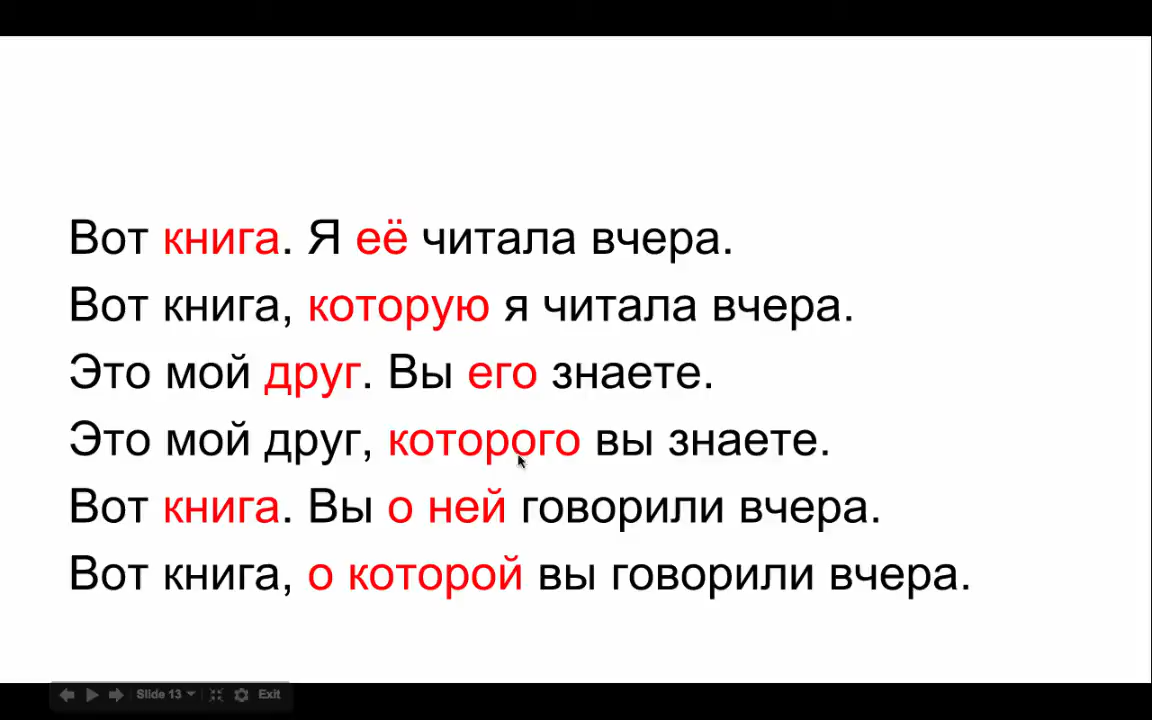 Вот книга. Я её читала вчера.
Вот книга, которую я читала вчера.
Это мой друг. Вы его знаете.
Это мой друг, которого вы знаете.
Вот книга. Вы о ней говорили вчера.
Вот книга, о которой вы говорили вчера.
Slide 13 Exit